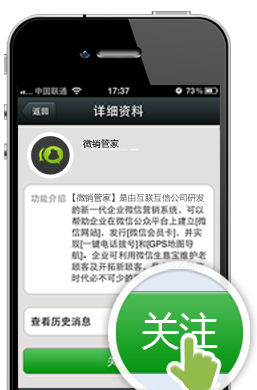 中国联通
17:37
73%
返回
详细资料
微销管家
功能介绍 【微销管家】是由互联互信公司研发
的新一代企业微信营销系统，可以
帮助企业在微信公众平台上建立[微
信网站]，发行[微信会员卡]，并实
现[一键电话拨号]和[GPS地图导
航]。企业可利用微信生意宝维护老
顾客及开拓新顾客，
时代必不可少的
查看历史消息
关注